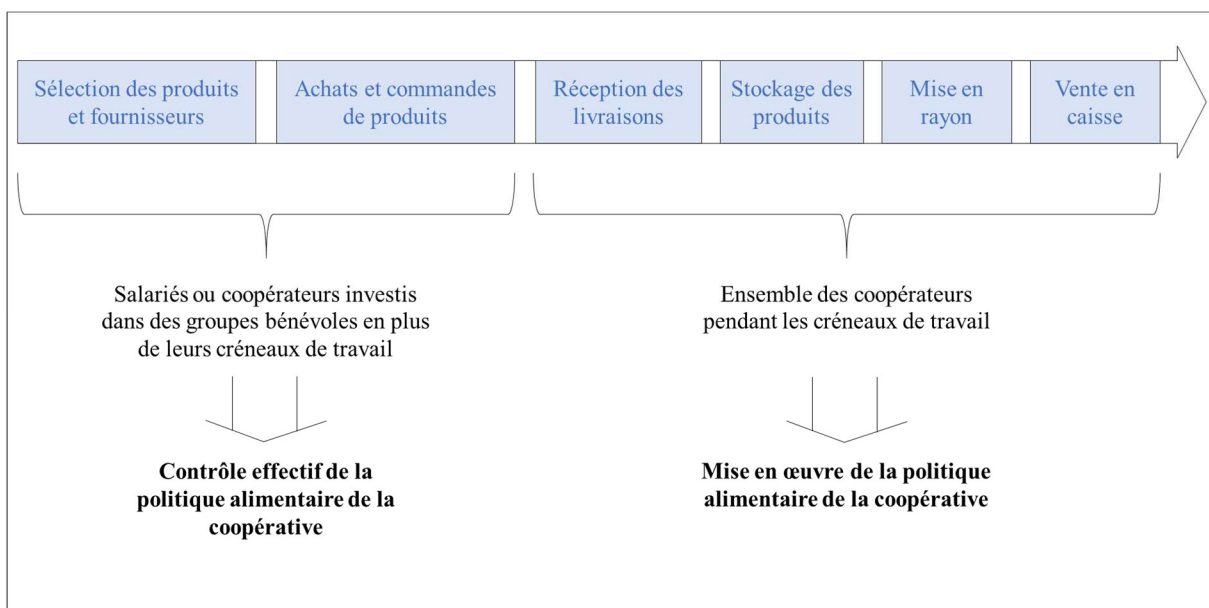 Sélection des produits
et fournisseurs
Achats et commandes
de produits
Réception des
livraisons
Stockage des
produits
Mise en
rayon
Vente en
caisse
Salariés ou coopérateurs investis
dans des groupes bénévoles en plus
de leurs créneaux de travail
Ensemble des coopérateurs
pendant les créneaux de travail
Contrôle effectif de la
politique alimentaire de la
coopérative
Mise en œuvre de la politique
alimentaire de la coopérative